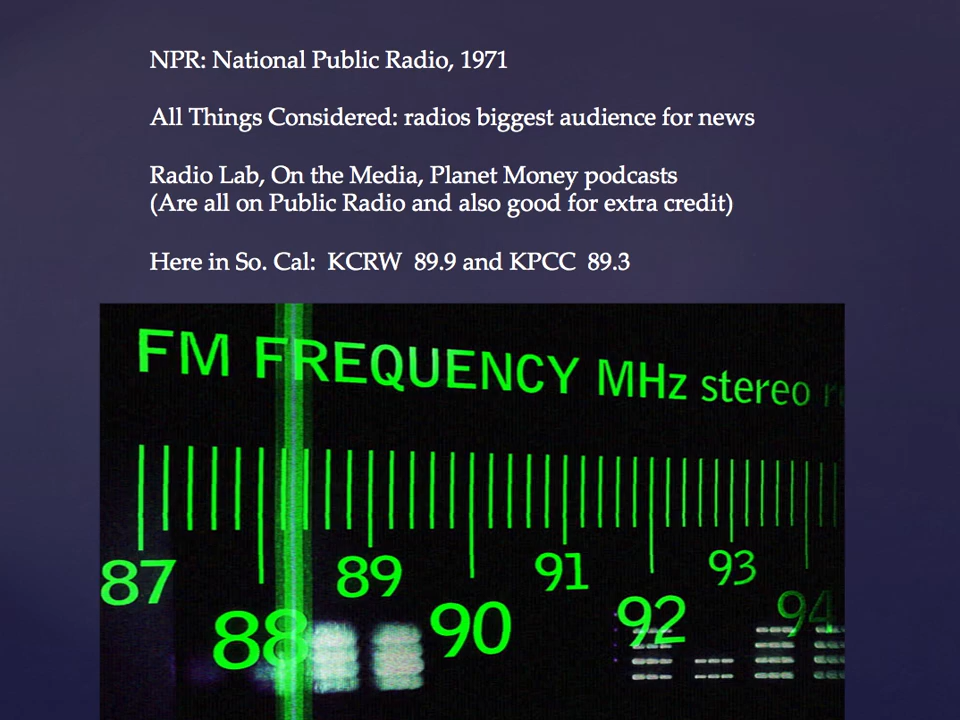 NPR: National Public Radio, 1971
All Things Considered: radios biggest audience for news
Radio Lab, On the Media, Planet Money podcasts
(Are all on Public Radio and also good for extra credit)
Here in So. Cal:  KCRW  89.9 and KPCC  89.3
FM FREQUENCY MHz stereo
87 88 89 90 91 92 93 94